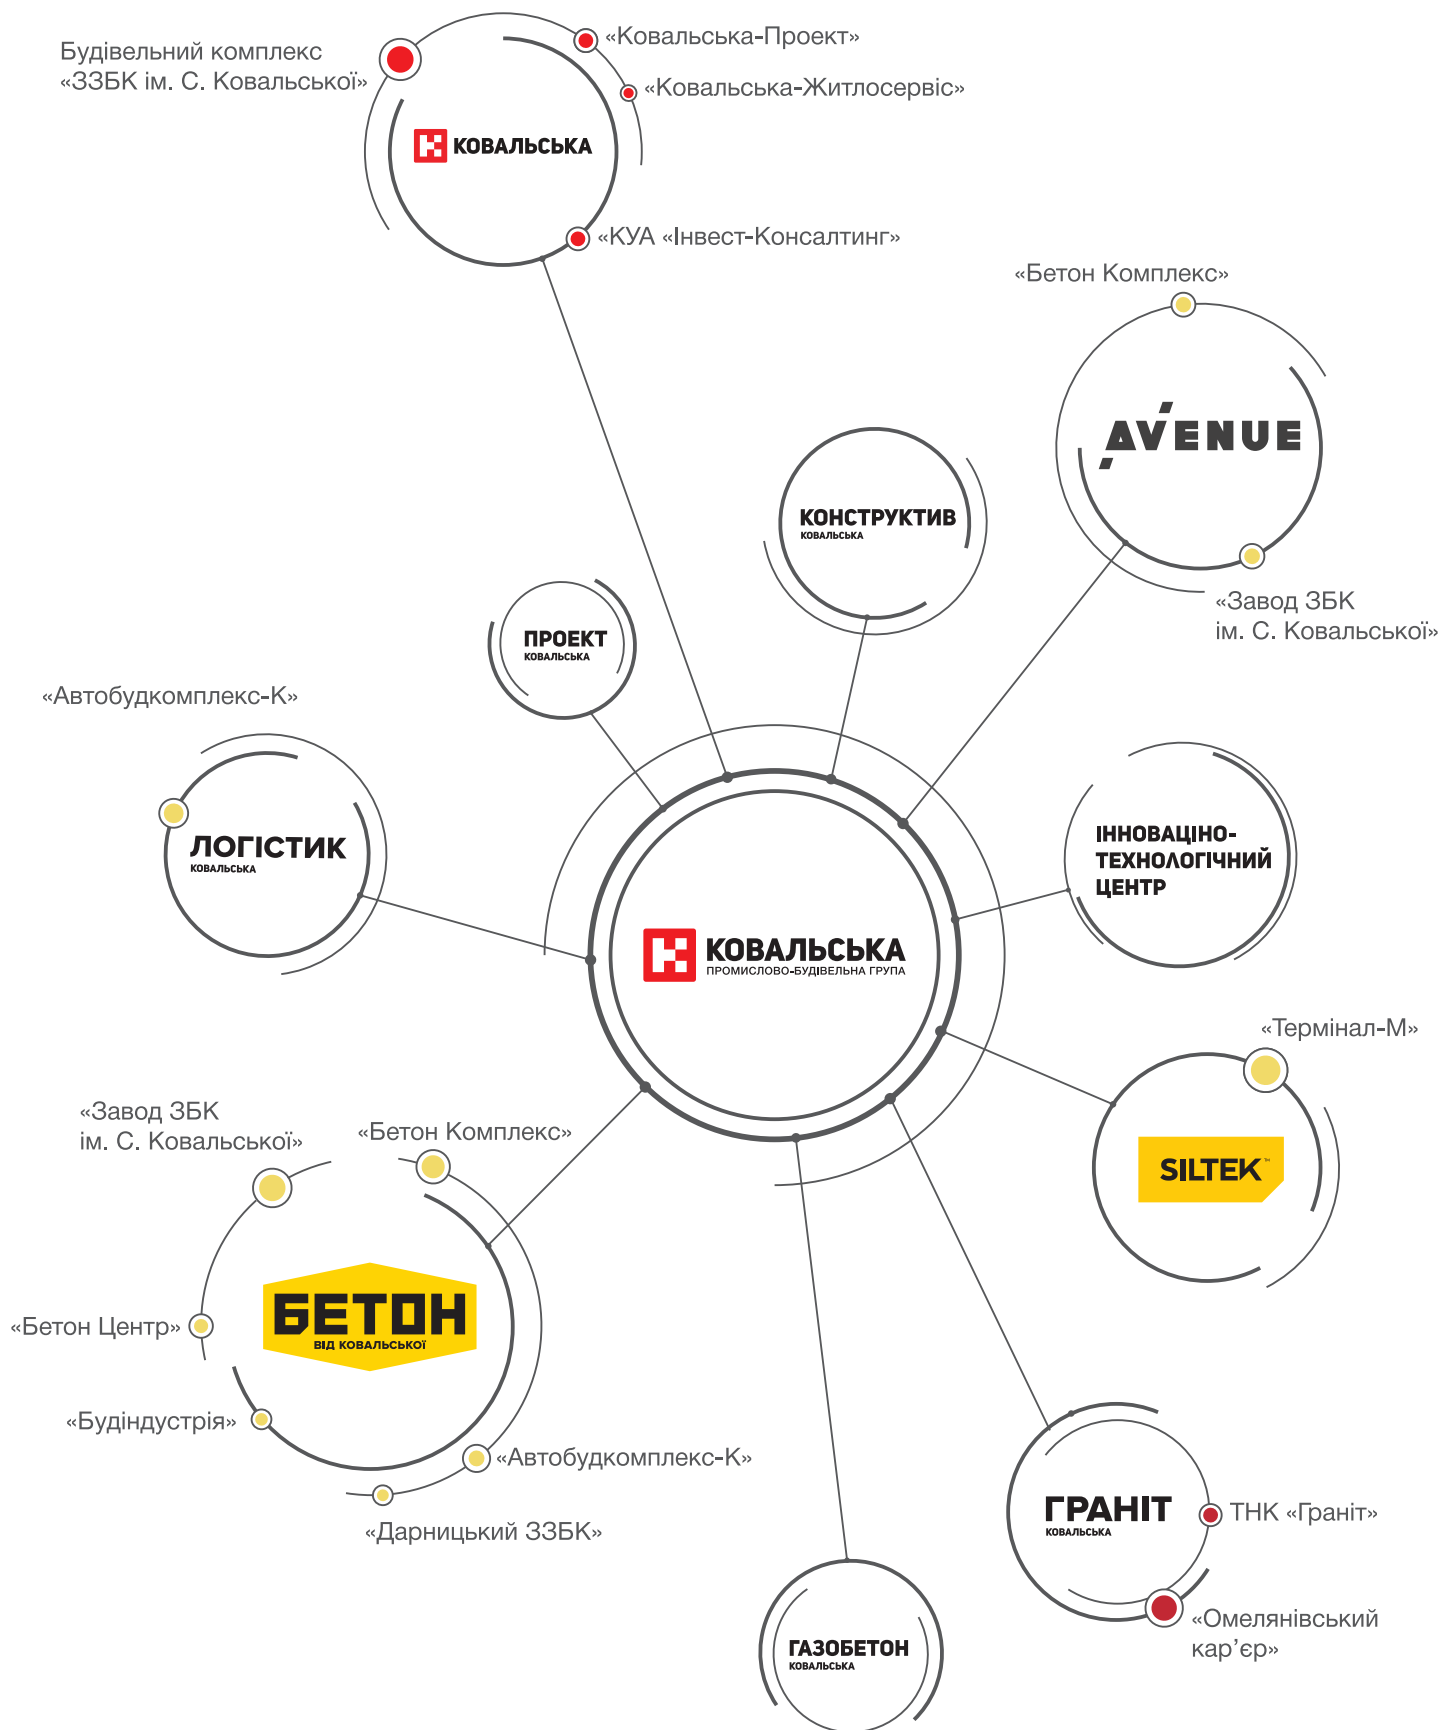 Будівельний комплекс
«ЗЗБК ім. С. Ковальської»
«Ковальська-Проект»
«Ковальська-Житлосервіс»
КОВАЛЬСЬКА
«КУА «Інвест-Консалтинг»
«Бетон Комплекс»
AVENUE
«Завод ЗБК
ім. С. Ковальської»
КОНСТРУКТИВ
КОВАЛЬСЬКА
ПРОЕКТ
КОВАЛЬСЬКА
«Автобудкомплекс-К»
ЛОГІСТИК
КОВАЛЬСЬКА
ІННОВАЦІНО-
ТЕХНОЛОГІЧНИЙ
ЦЕНТР
КОВАЛЬСЬКА
ПРОМИСЛОВО-БУДІВЕЛЬНА ГРУПА
«Термінал-М»
SILTEK™
«Завод ЗБК
ім. С. Ковальської»
«Бетон Комплекс»
БЕТОН
ВІД КОВАЛЬСЬКОЇ
«Бетон Центр»
«Будіндустрія»
«Автобудкомплекс-К»
«Дарницький ЗЗБК»
ГРАНІТ
КОВАЛЬСЬКА
ТНК «Граніт»
«Омелянівський
кар’єр»
ГАЗОБЕТОН
КОВАЛЬСЬКА